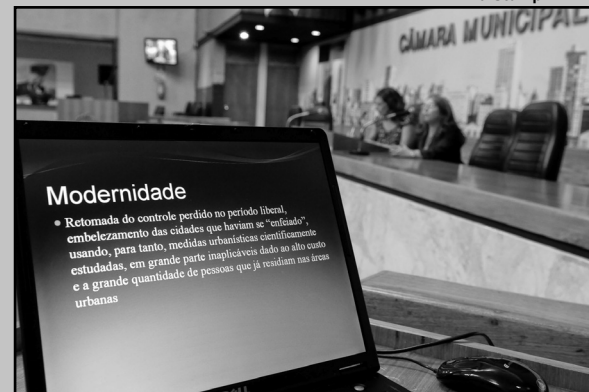 CÂMARA MUNICIPAL
Modernidade
• Retomada do controle perdido no período liberal,
embelezamento das cidades que haviam se “enfeiado”,
usando, para tanto, medidas urbanísticas cientificamente
estudadas, em grande parte inaplicáveis dado ao alto custo
e a grande quantidade de pessoas que já residiam nas áreas
urbanas
DELL